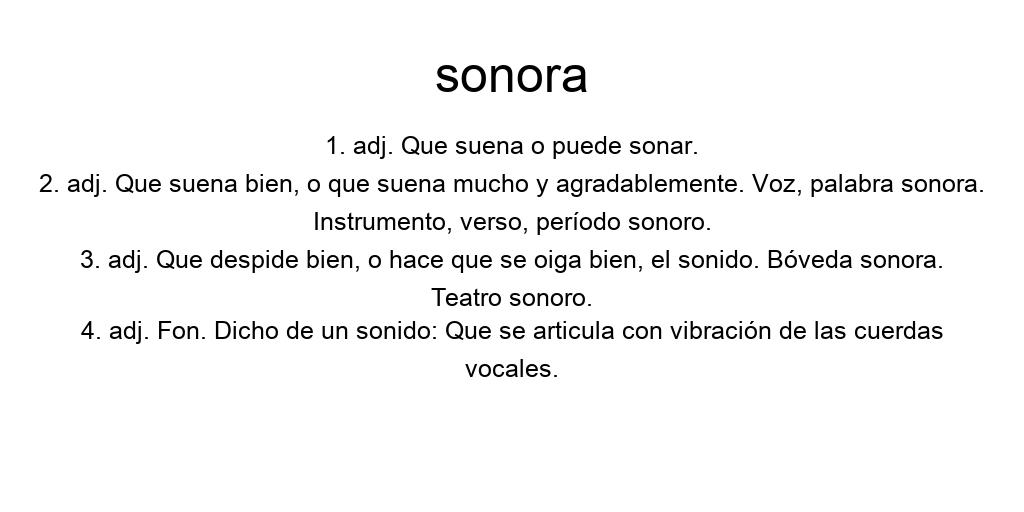 sonora
1. adj. Que suena o puede sonar.
2. adj. Que suena bien, o que suena mucho y agradablemente. Voz, palabra sonora.
Instrumento, verso, período sonoro.
3. adj. Que despide bien, o hace que se oiga bien, el sonido. Bóveda sonora.
Teatro sonoro.
4. adj. Fon. Dicho de un sonido: Que se articula con vibración de las cuerdas
vocales.